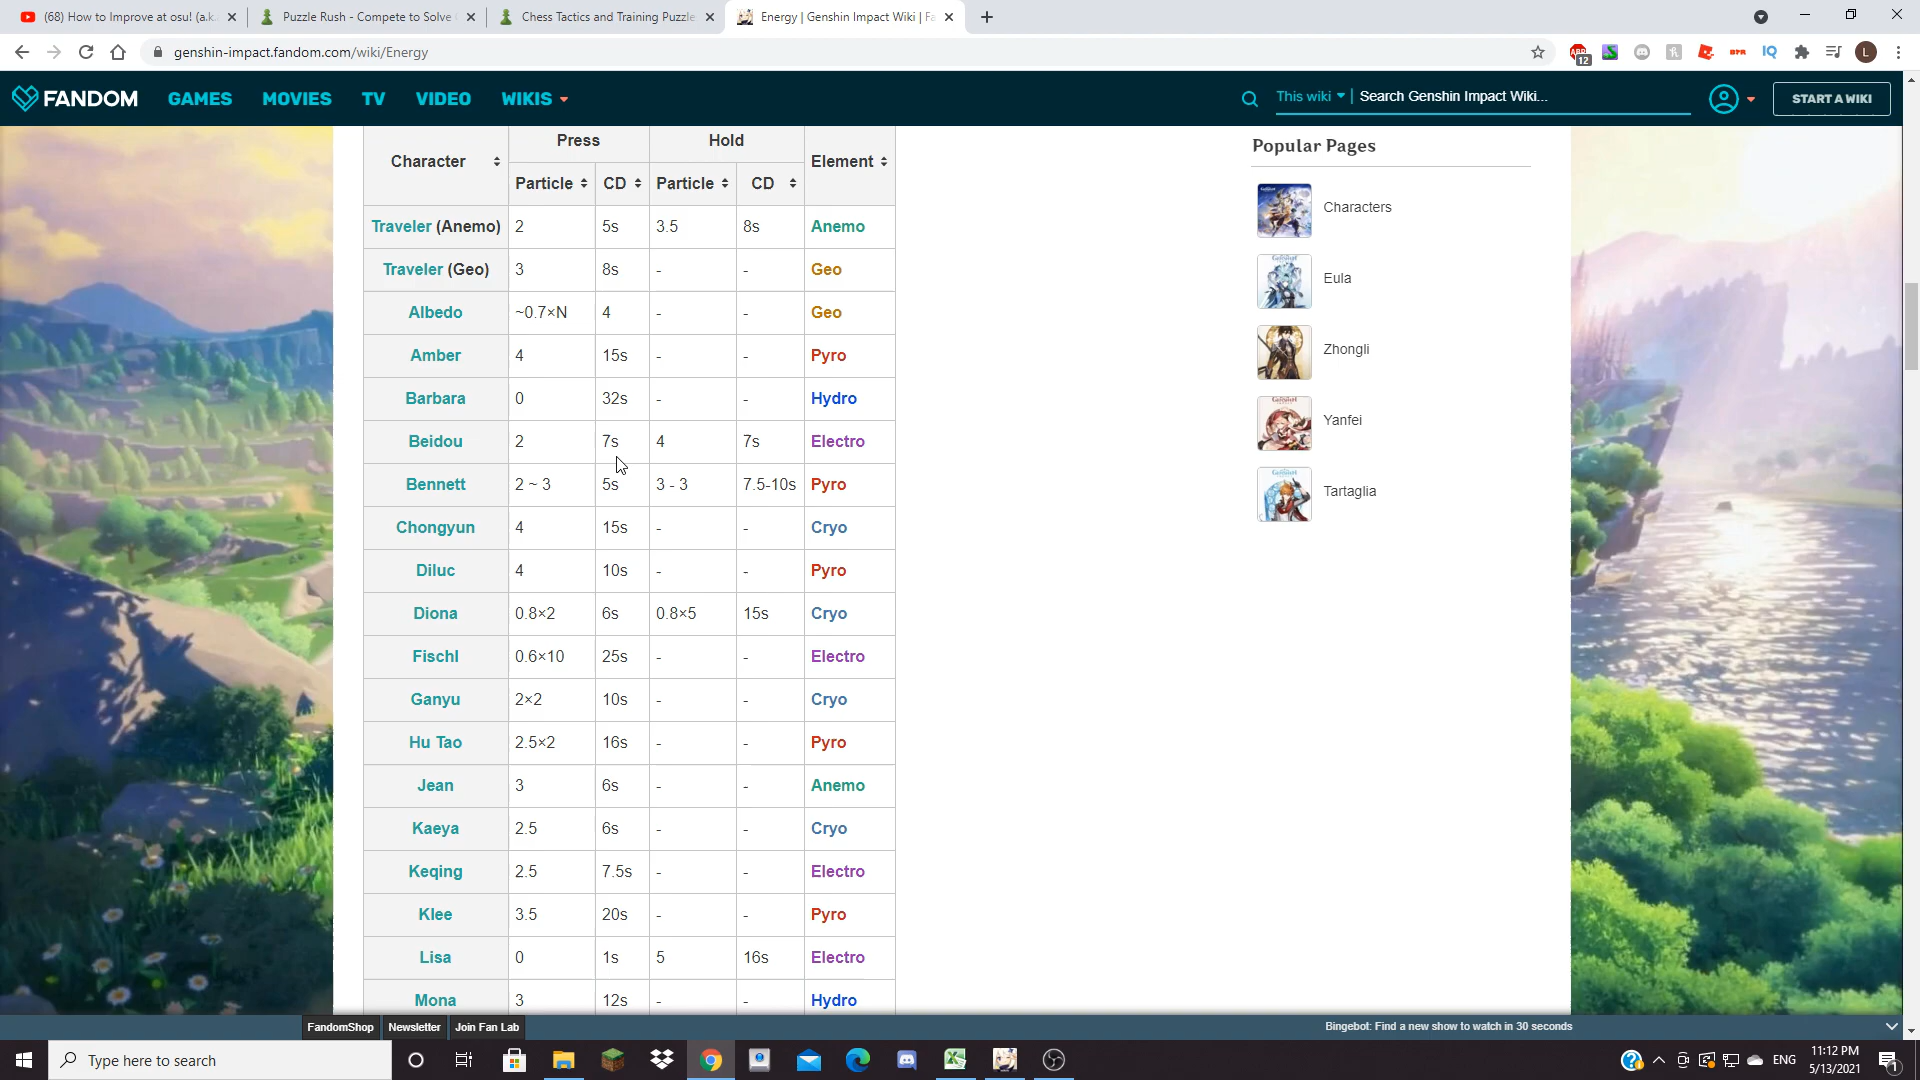 (68) How to Improve at osu! (a.k.
Puzzle Rush - Compete to Solve
Chess Tactics and Training Puzzle
Energy | Genshin Impact Wiki | Fa
genshin-impact.fandom.com/wiki/Energy
12
IQ
L
FANDOM GAMES MOVIES TV VIDEO WIKIS
This wiki Search Genshin Impact Wiki... START A WIKI
Character Press Hold Element
Particle CD Particle CD
Traveler (Anemo) 2 5s 3.5 8s Anemo
Traveler (Geo) 3 8s - - Geo
Albedo ~0.7×N 4 - - Geo
Amber 4 15s - - Pyro
Barbara 0 32s - - Hydro
Beidou 2 7s 4 7s Electro
Bennett 2 ~ 3 5s 3 - 3 7.5-10s Pyro
Chongyun 4 15s - - Cryo
Diluc 4 10s - - Pyro
Diona 0.8×2 6s 0.8×5 15s Cryo
Fischl 0.6×10 25s - - Electro
Ganyu 2×2 10s - - Cryo
Hu Tao 2.5×2 16s - - Pyro
Jean 3 6s - - Anemo
Kaeya 2.5 6s - - Cryo
Keqing 2.5 7.5s - - Electro
Klee 3.5 20s - - Pyro
Lisa 0 1s 5 16s Electro
Mona 3 12s - - Hydro
Popular Pages
Characters
Eula
Zhongli
Yanfei
Tartaglia
FandomShop Newsletter Join Fan Lab
Bingebot: Find a new show to watch in 30 seconds
Type here to search
ENG
11:12 PM
5/13/2021
1